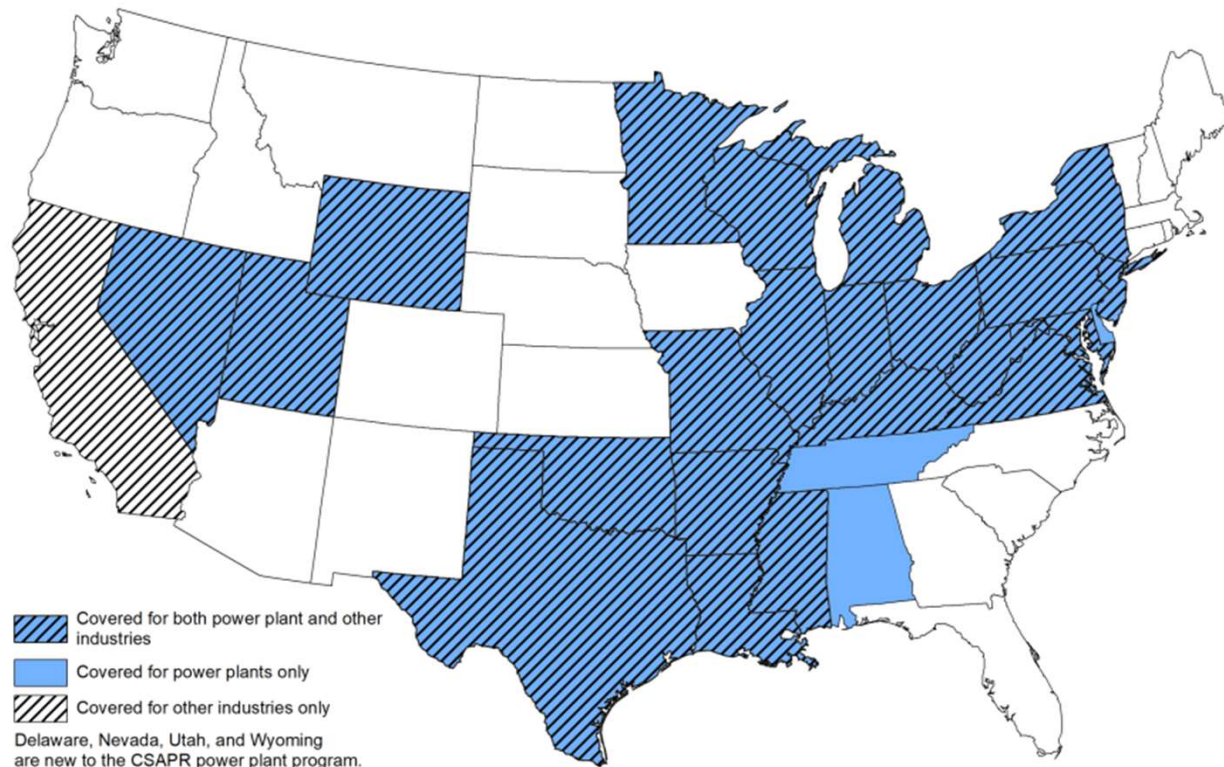 Covered for both power plant and other
industries
Covered for power plants only
Covered for other industries only
Delaware, Nevada, Utah, and Wyoming
are new to the CSAPR power plant program.